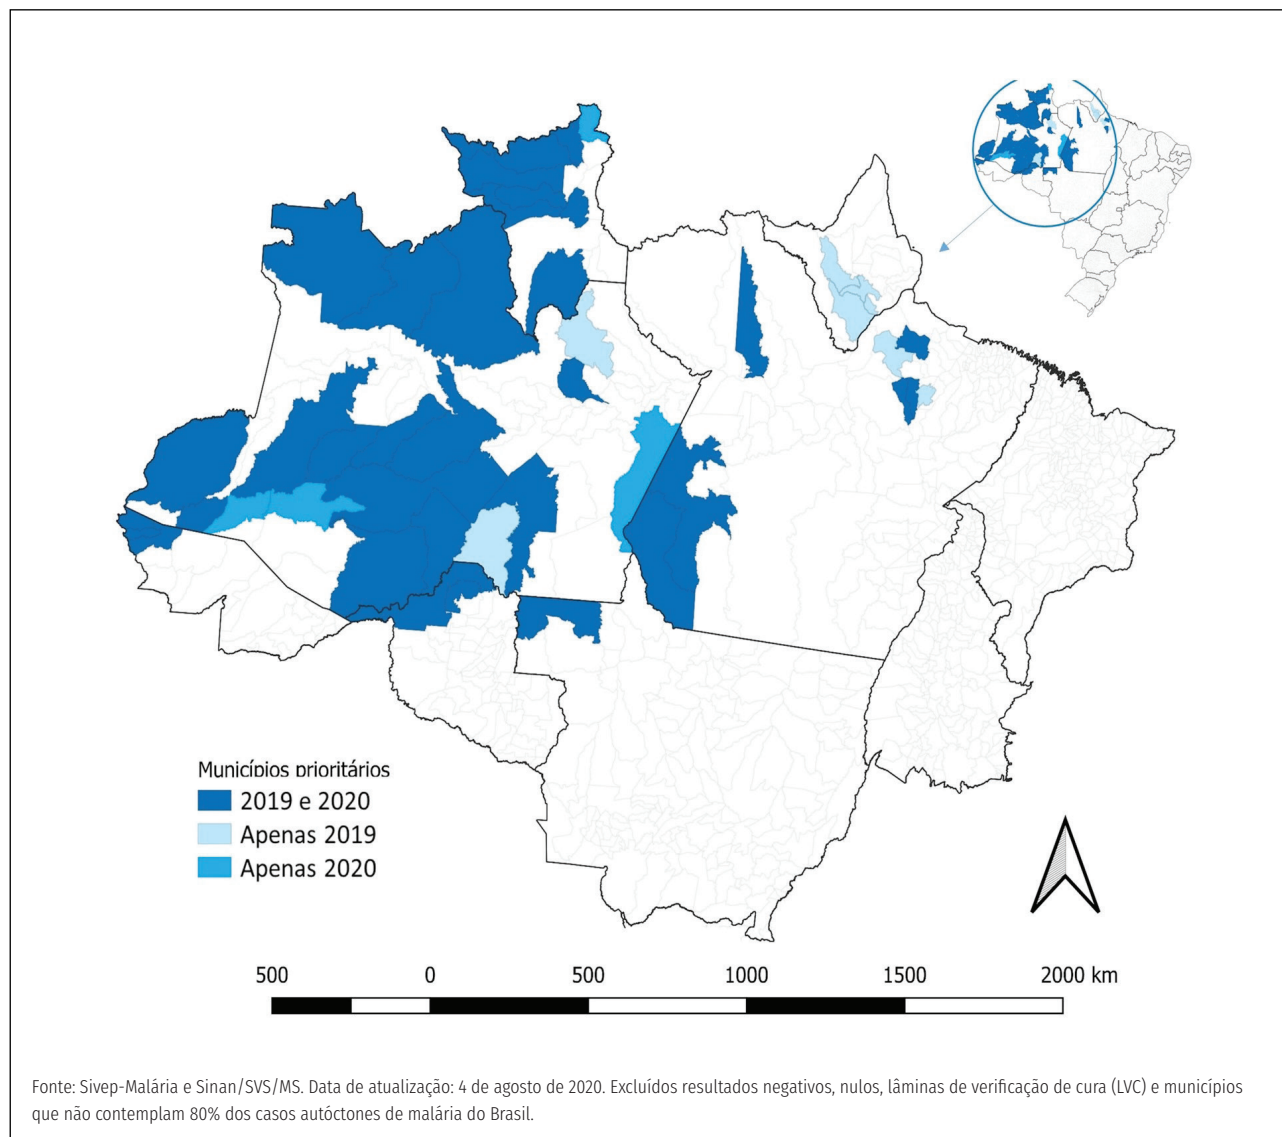 Municípios prioritários
2019 e 2020
Apenas 2019
Apenas 2020
500 0 500 1000 1500 2000 km
Fonte: Sivep-Malária e Sinan/SVS/MS. Data de atualização: 4 de agosto de 2020. Excluídos resultados negativos, nulos, lâminas de verificação de cura (LVC) e municípios
que não contemplam 80% dos casos autóctones de malária do Brasil.